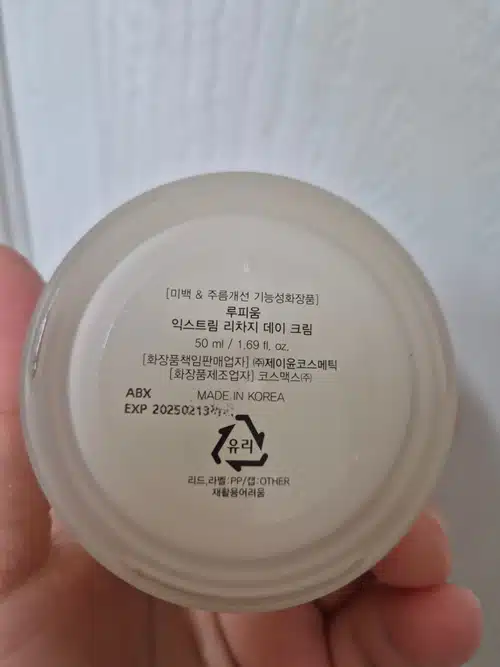 [미백 & 주름개선 기능성화장품]
루피움
익스트림 리차지 데이 크림
50 ml / 1.69 fl. oz.
[화장품책임판매업자] ㈜제이윤코스메틱
[화장품제조업자] 코스맥스㈜
ABX MADE IN KOREA
EXP 20250213
유리
리드,라벨:PP/캡:OTHER
재활용어려움